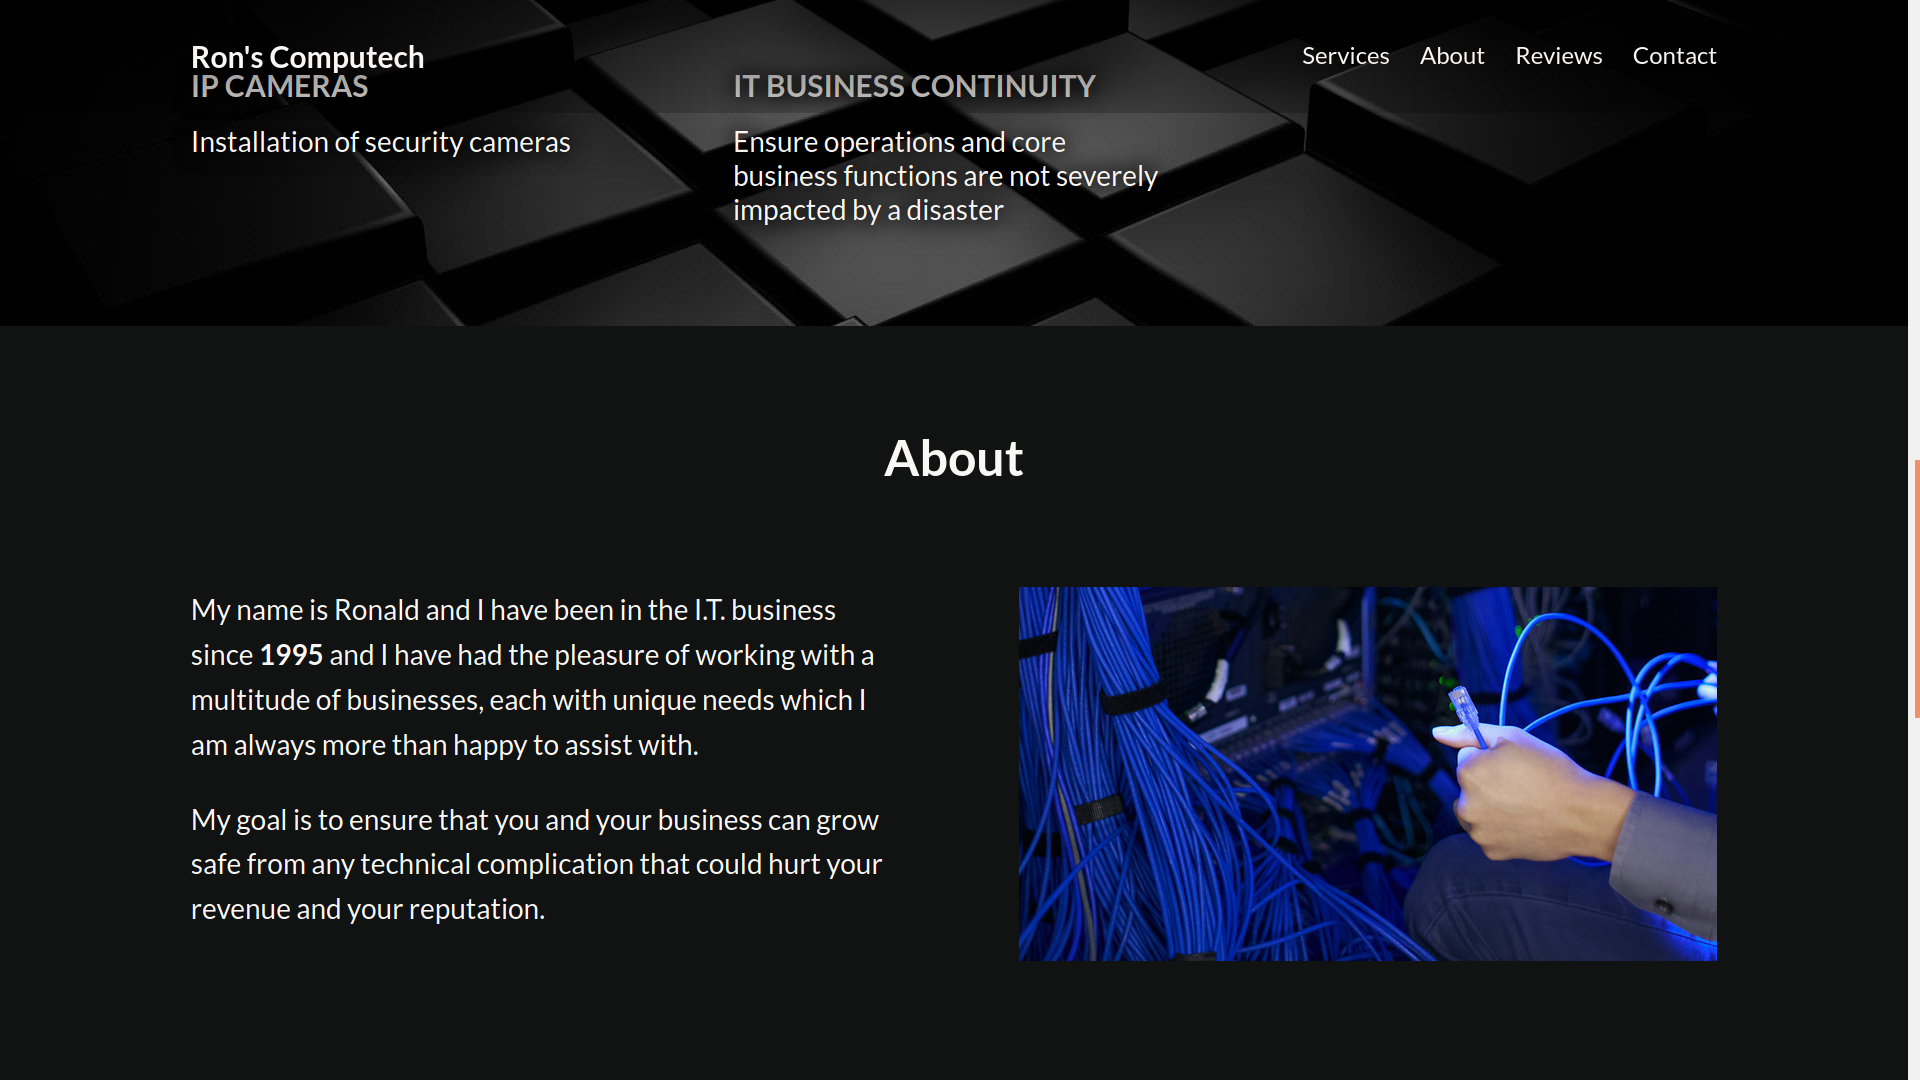 Ron's Computech
Services About Reviews Contact
IP CAMERAS
Installation of security cameras
IT BUSINESS CONTINUITY
Ensure operations and core
business functions are not severely
impacted by a disaster
About
My name is Ronald and I have been in the I.T. business
since 1995 and I have had the pleasure of working with a
multitude of businesses, each with unique needs which I
am always more than happy to assist with.
My goal is to ensure that you and your business can grow
safe from any technical complication that could hurt your
revenue and your reputation.